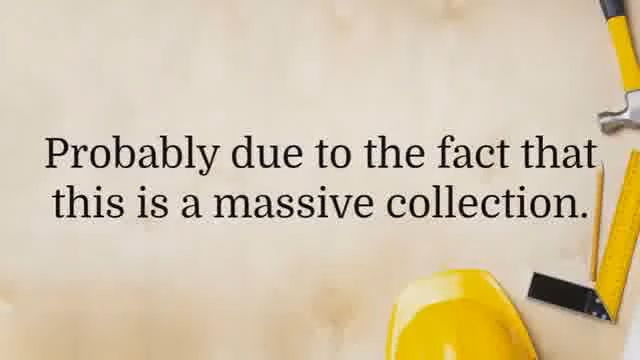 Probably due to the fact that
this is a massive collection.